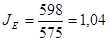 J_E = 598/575 = 1,04